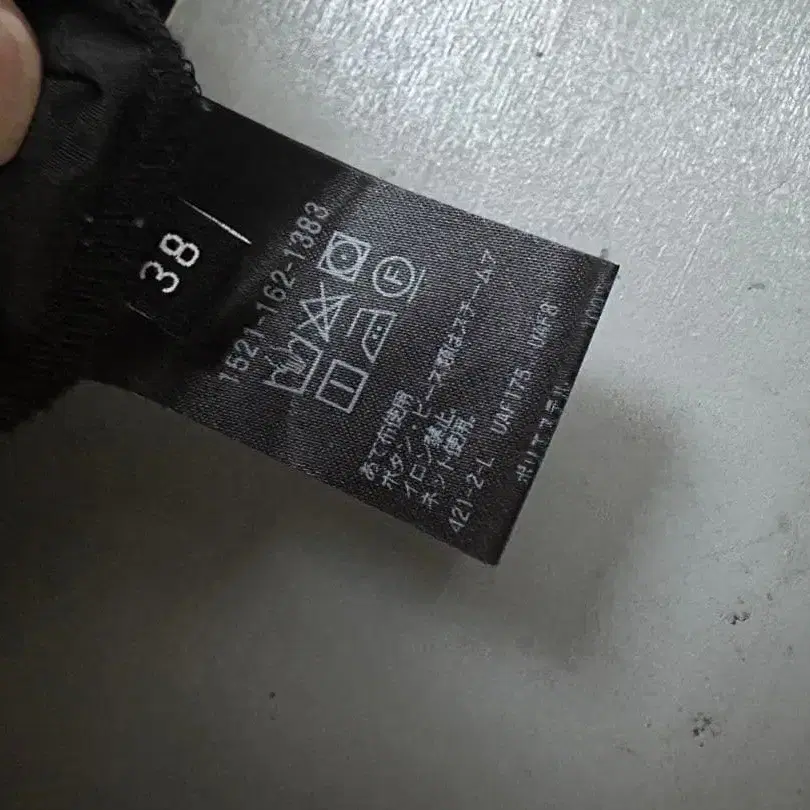 38
1521-162-1383
F
あて布使用
ボタン・ビーズ類はスチームア
イロン禁止
ネット使用。
421-2-L UAF175 UAF8
ポリエステル